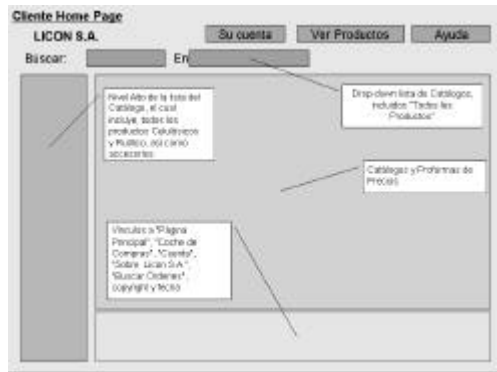 Cliente Home Page
LICON S.A.
Su cuenta
Ver Productos
Ayuda
Buscar:
En
Nivel Alto de la lista del
Catálogo, el cual
incluye, todos los
productos Celulósicos
y Rústico, así como
accesorios
Drop-down lista de Catálogos,
incluidos "Todos los
Productos"
Catálogos y Proformas de
Precios
Vínculos a "Página
Principal", "Coche de
Compras", "Cuenta",
"Sobre Licon S.A.",
"Buscar Ordenes",
copyright y fecha